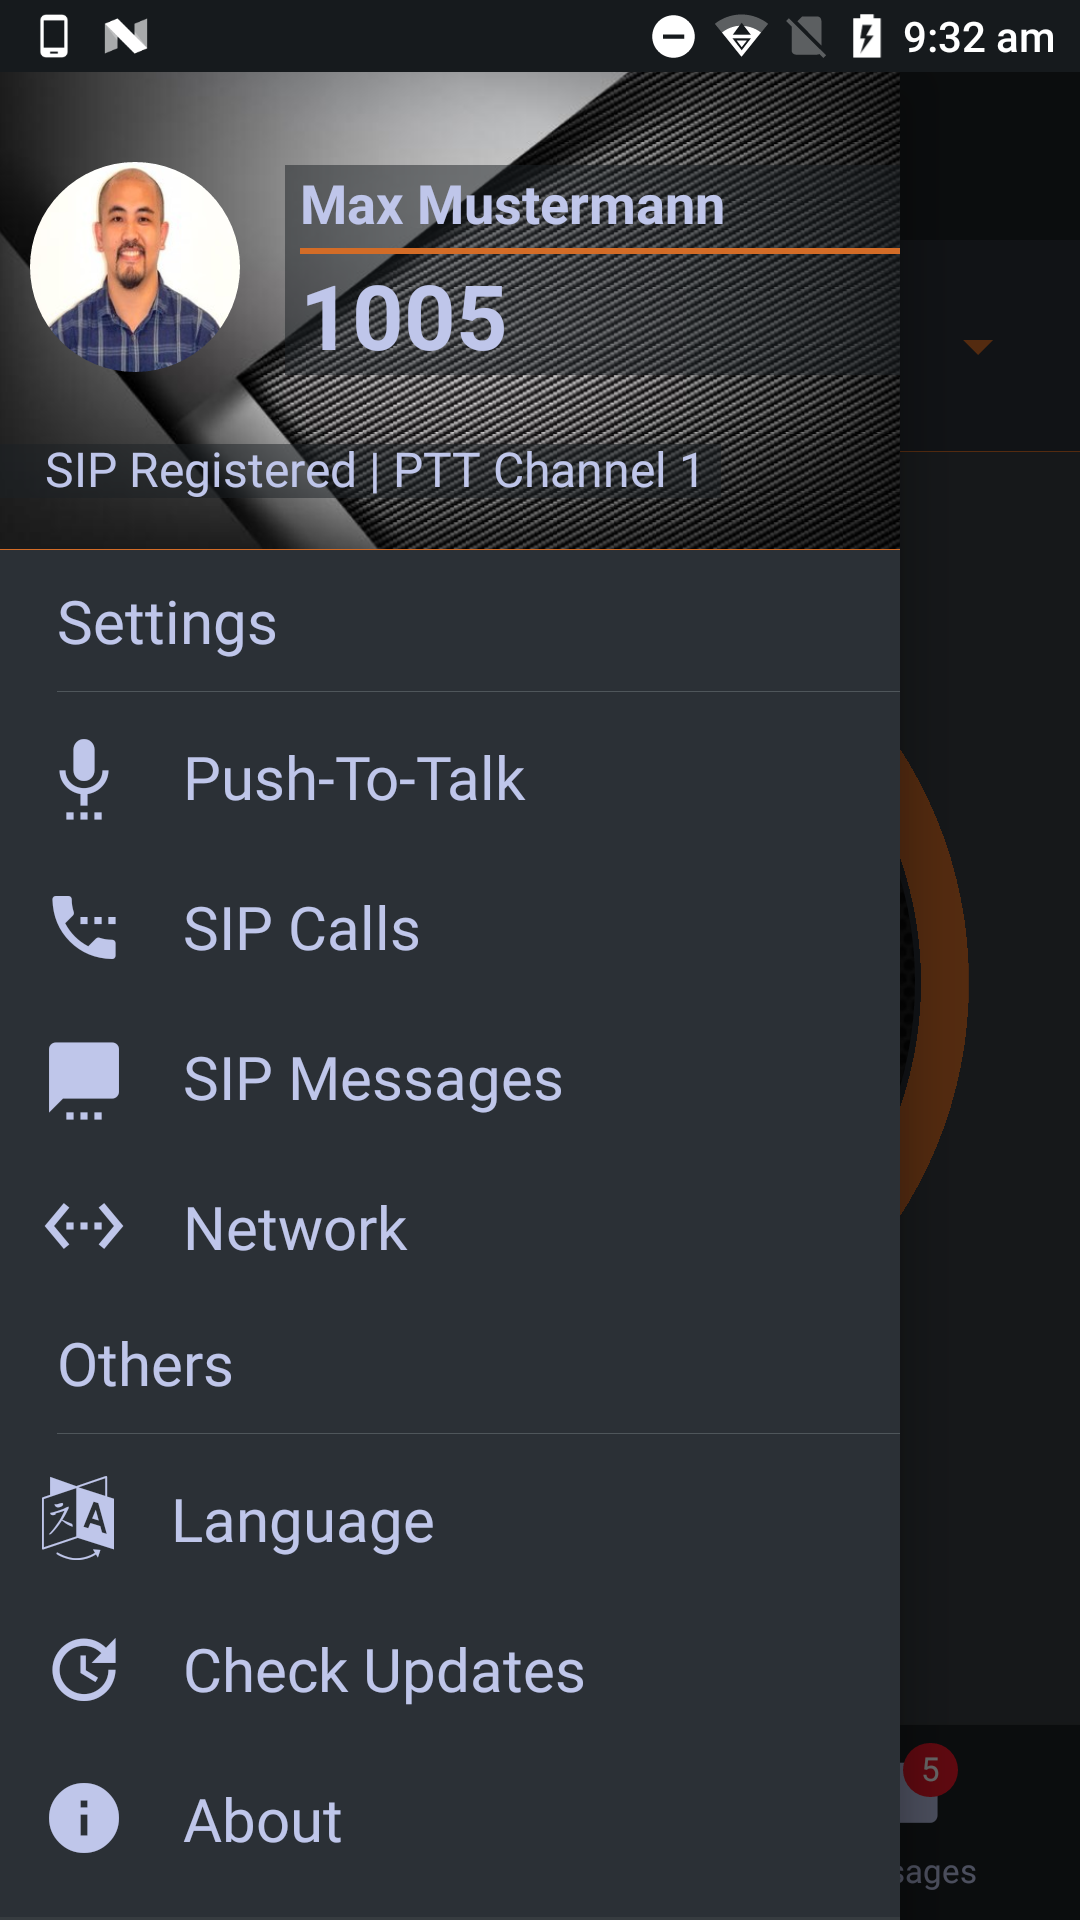 9:32 am
Max Mustermann
1005
SIP Registered | PTT Channel 1
Settings
Push-To-Talk
SIP Calls
SIP Messages
Network
Others
Language
Check Updates
About
5
sages